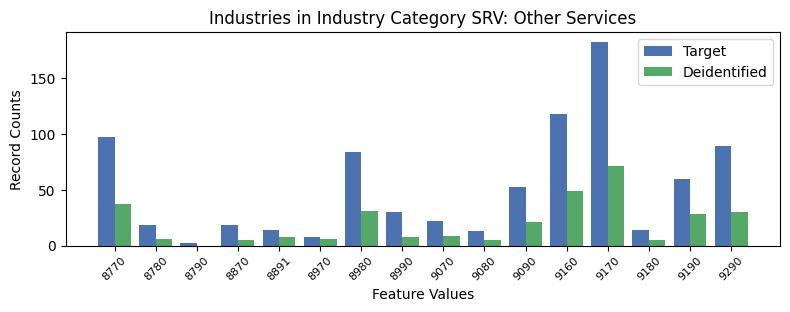 Industries in Industry Category SRV: Other Services
Target
Deidentified
Record Counts
150
100
50
0
8770 8780 8790 8870 8891 8970 8980 8990 9070 9080 9090 9160 9170 9180 9190 9290
Feature Values